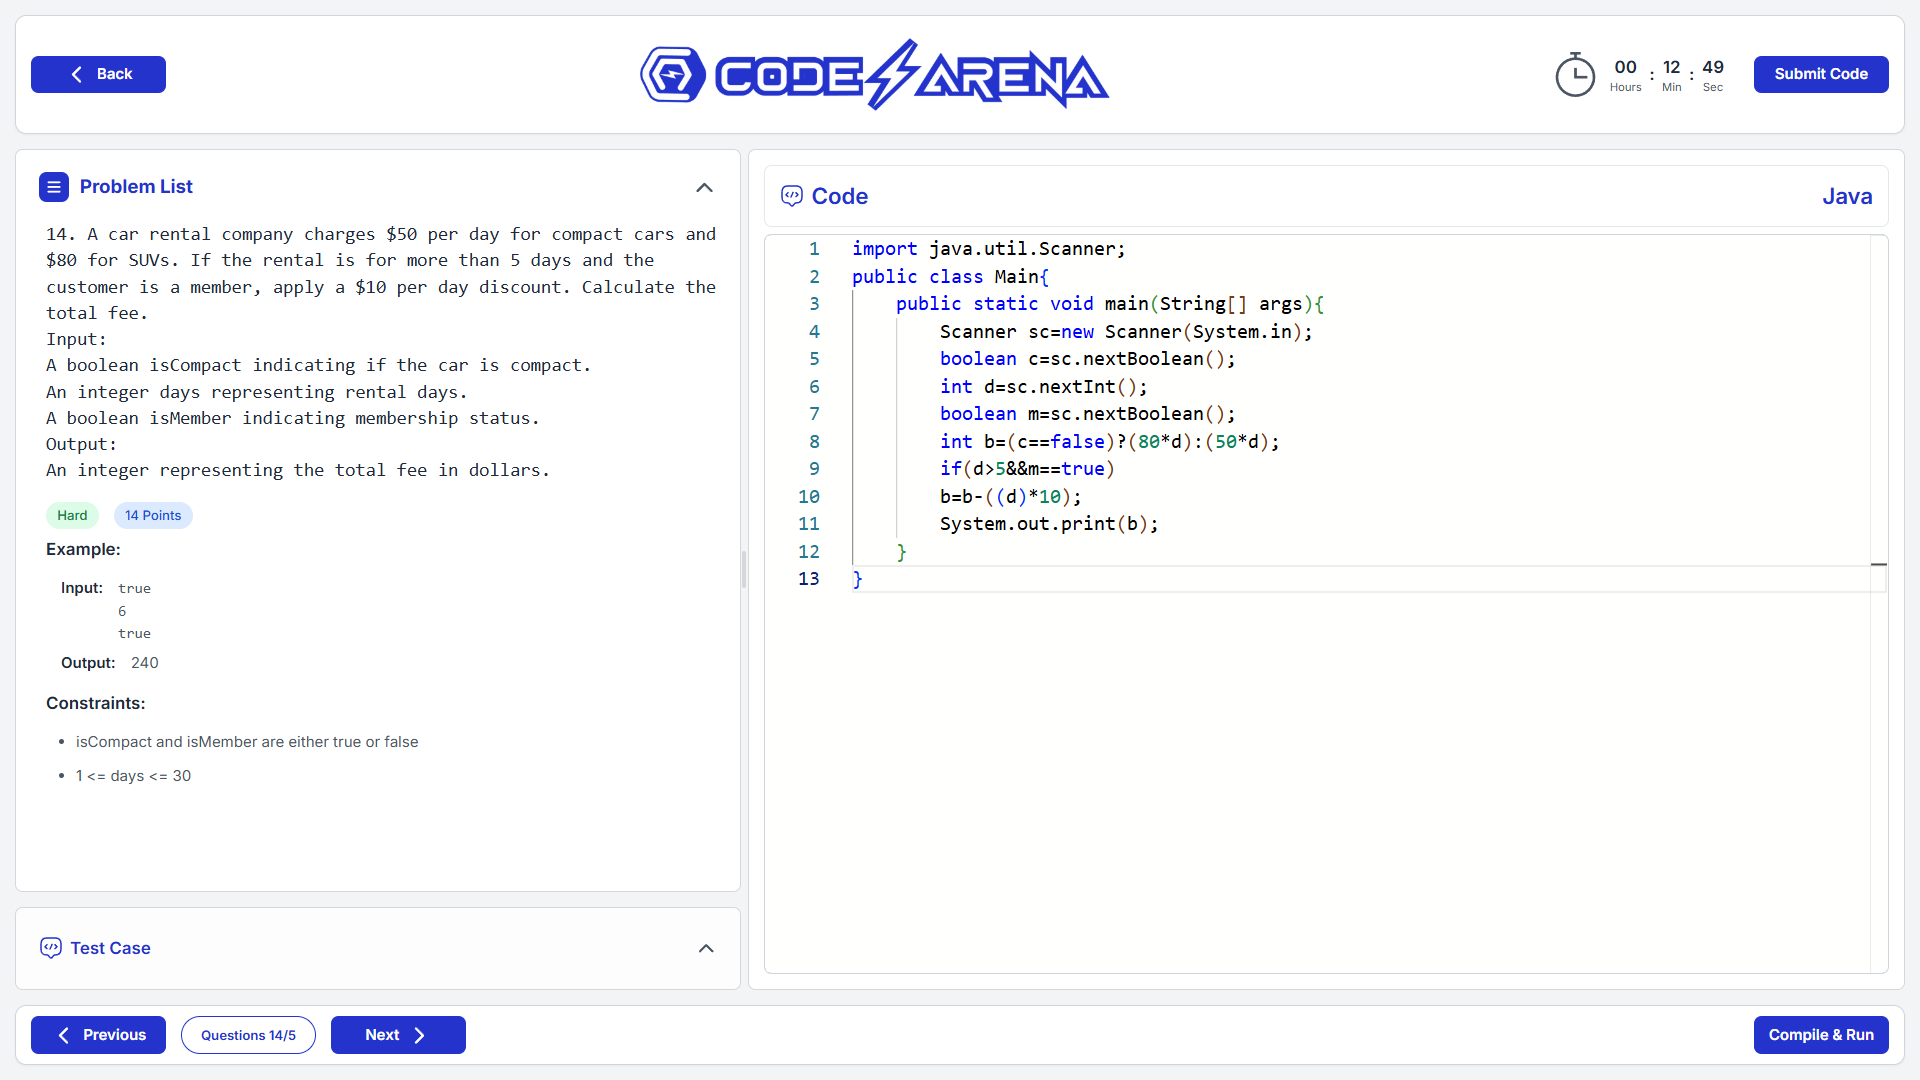 Back
CODE ARENA
00 : 12 : 49
Hours Min Sec
Submit Code
Problem List
14. A car rental company charges $50 per day for compact cars and
$80 for SUVs. If the rental is for more than 5 days and the
customer is a member, apply a $10 per day discount. Calculate the
total fee.
Input:
A boolean isCompact indicating if the car is compact.
An integer days representing rental days.
A boolean isMember indicating membership status.
Output:
An integer representing the total fee in dollars.
Hard 14 Points
Example:
Input: true
6
true
Output: 240
Constraints:
• isCompact and isMember are either true or false
• 1 <= days <= 30
Test Case
Code
Java
1 import java.util.Scanner;
2 public class Main{
3     public static void main(String[] args){
4         Scanner sc=new Scanner(System.in);
5         boolean c=sc.nextBoolean();
6         int d=sc.nextInt();
7         boolean m=sc.nextBoolean();
8         int b=(c==false)?(80*d):(50*d);
9         if(d>5&&m==true)
10         b=b-((d)*10);
11         System.out.print(b);
12     }
13 }
Previous
Questions 14/5
Next
Compile & Run